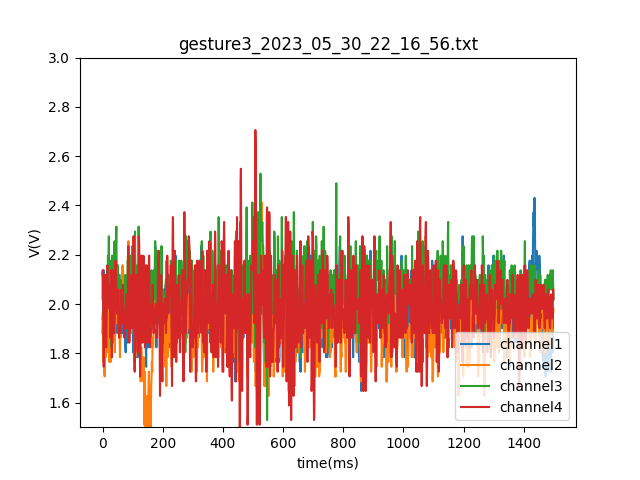 gesture3_2023_05_30_22_16_56.txt
3.0
2.8
2.6
2.4
2.2
2.0
1.8
1.6
V(V)
channel1
channel2
channel3
channel4
0 200 400 600 800 1000 1200 1400
time(ms)